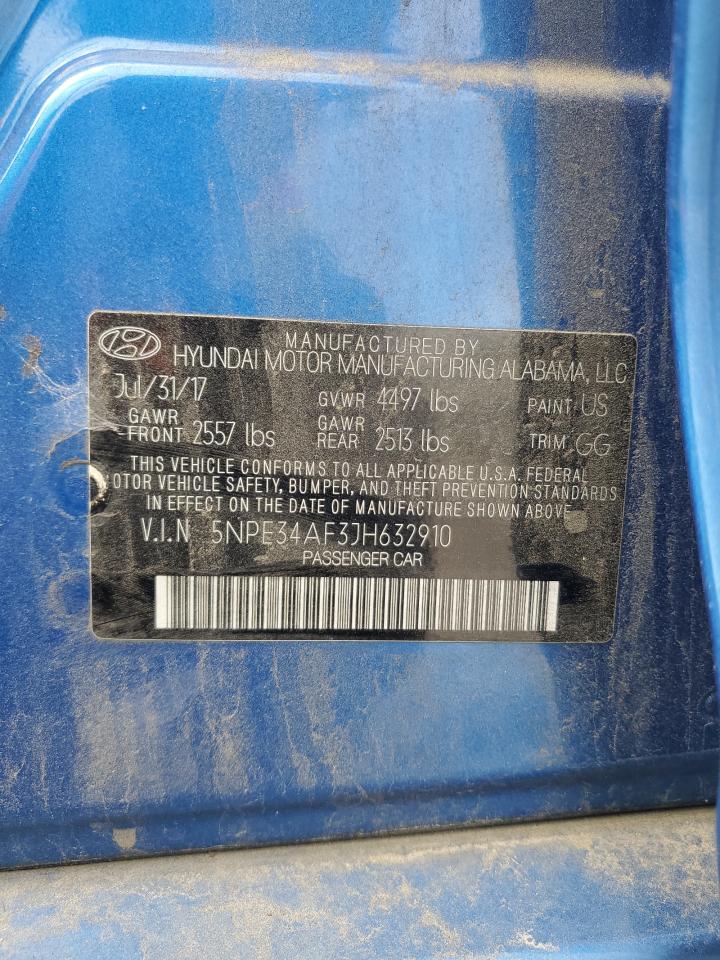 MANUFACTURED BY
HYUNDAI MOTOR MANUFACTURING ALABAMA, LLC
Jul/31/17 GVWR 4497 lbs PAINT US
GAWR FRONT 2557 lbs GAWR REAR 2513 lbs TRIM GG
THIS VEHICLE CONFORMS TO ALL APPLICABLE U.S.A. FEDERAL
MOTOR VEHICLE SAFETY, BUMPER, AND THEFT PREVENTION STANDARDS
IN EFFECT ON THE DATE OF MANUFACTURE SHOWN ABOVE
V.I.N 5NPE34AF3JH632910
PASSENGER CAR